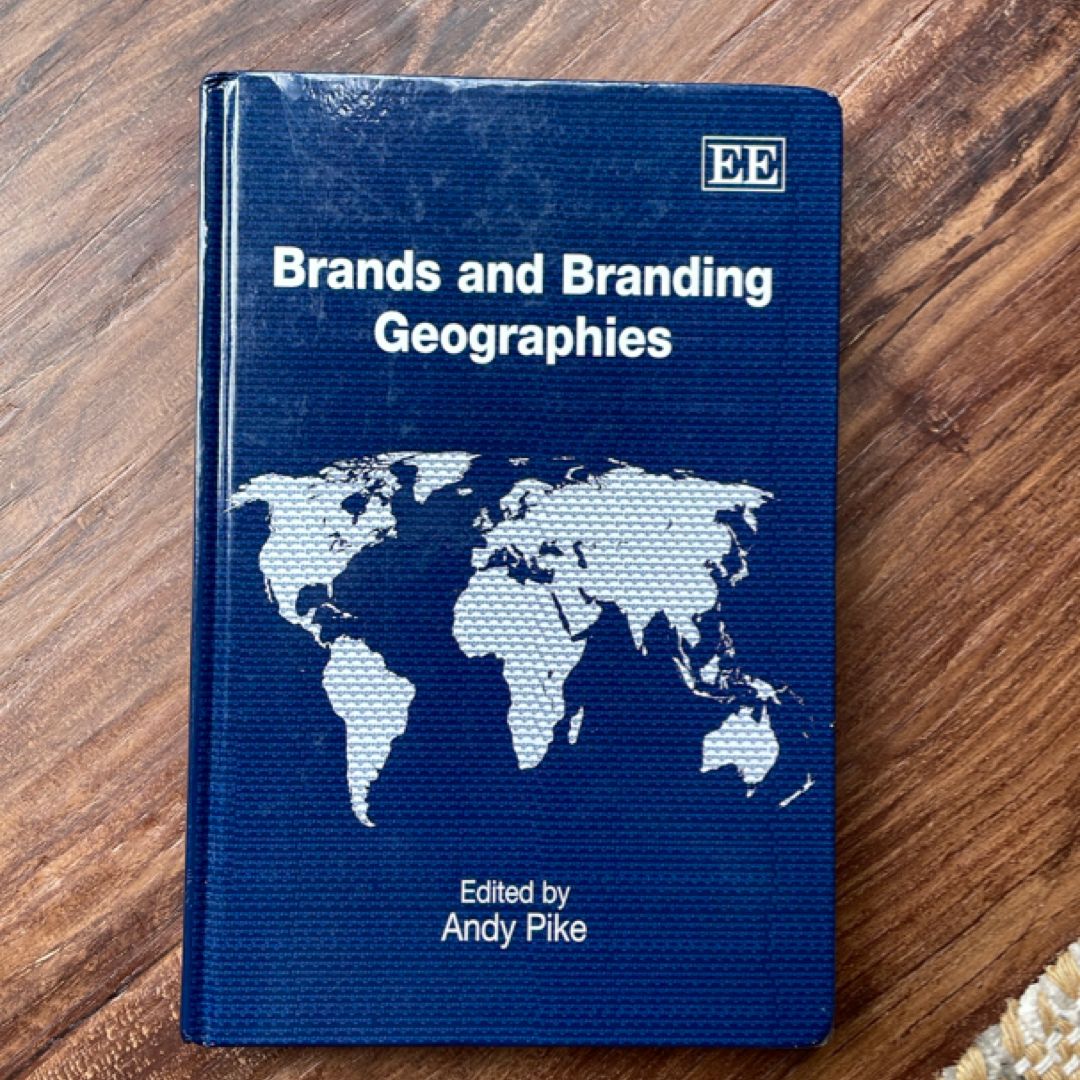 EE
Brands and Branding
Geographies
Edited by
Andy Pike